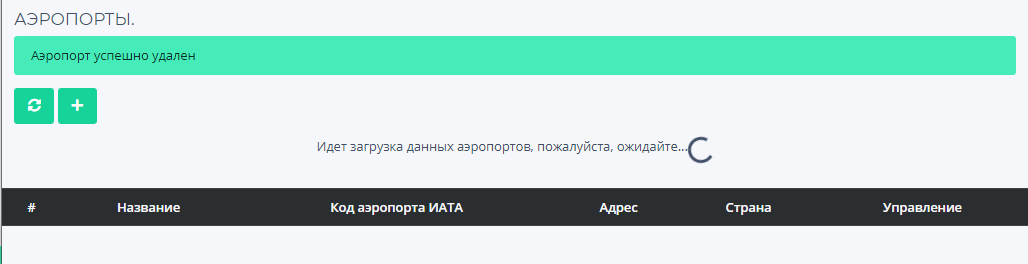 АЭРОПОРТЫ.
Аэропорт успешно удален
Идет загрузка данных аэропортов, пожалуйста, ожидайте...
# Название Код аэропорта ИАТА Адрес Страна Управление